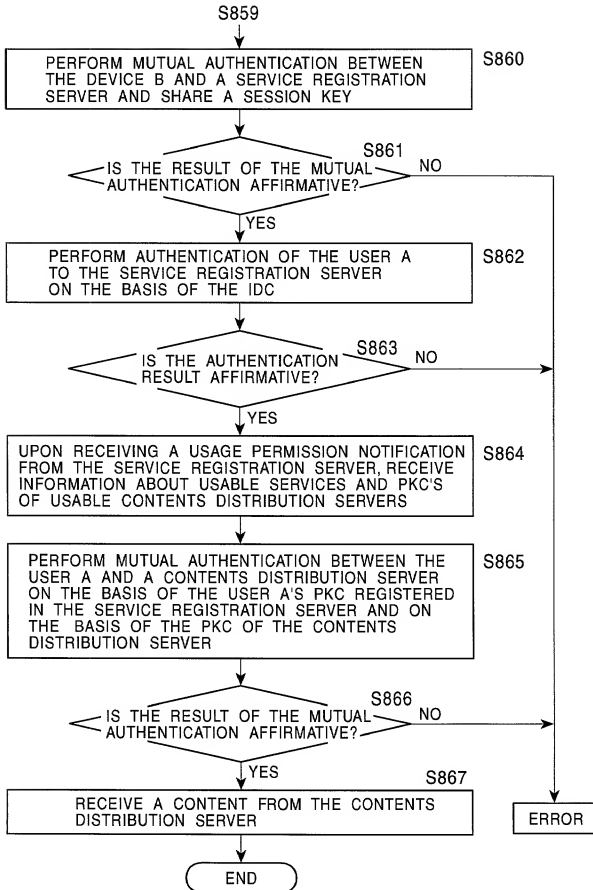 S859
PERFORM MUTUAL AUTHENTICATION BETWEEN
THE DEVICE B AND A SERVICE REGISTRATION
SERVER AND SHARE A SESSION KEY
S860
S861
IS THE RESULT OF THE MUTUAL
AUTHENTICATION AFFIRMATIVE?
NO
YES
PERFORM AUTHENTICATION OF THE USER A
TO THE SERVICE REGISTRATION SERVER
ON THE BASIS OF THE IDC
S862
S863
IS THE AUTHENTICATION
RESULT AFFIRMATIVE?
NO
YES
UPON RECEIVING A USAGE PERMISSION NOTIFICATION
FROM THE SERVICE REGISTRATION SERVER, RECEIVE
INFORMATION ABOUT USABLE SERVICES AND PKC'S
OF USABLE CONTENTS DISTRIBUTION SERVERS
S864
PERFORM MUTUAL AUTHENTICATION BETWEEN THE
USER A AND A CONTENTS DISTRIBUTION SERVER
ON THE BASIS OF THE USER A'S PKC REGISTERED
IN THE SERVICE REGISTRATION SERVER AND ON
THE BASIS OF THE PKC OF THE CONTENTS
DISTRIBUTION SERVER
S865
S866
IS THE RESULT OF THE MUTUAL
AUTHENTICATION AFFIRMATIVE?
NO
YES
S867
RECEIVE A CONTENT FROM THE CONTENTS
DISTRIBUTION SERVER
ERROR
END